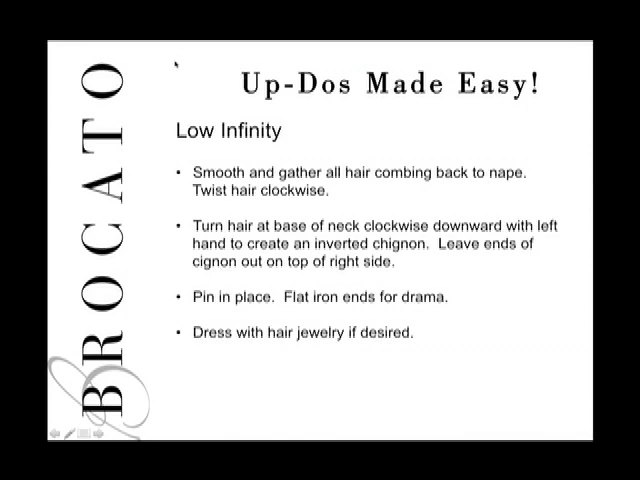 BROCATO
Up-Dos Made Easy!
Low Infinity
• Smooth and gather all hair combing back to nape.
Twist hair clockwise.
• Turn hair at base of neck clockwise downward with left
hand to create an inverted chignon. Leave ends of
cignon out on top of right side.
• Pin in place. Flat iron ends for drama.
• Dress with hair jewelry if desired.